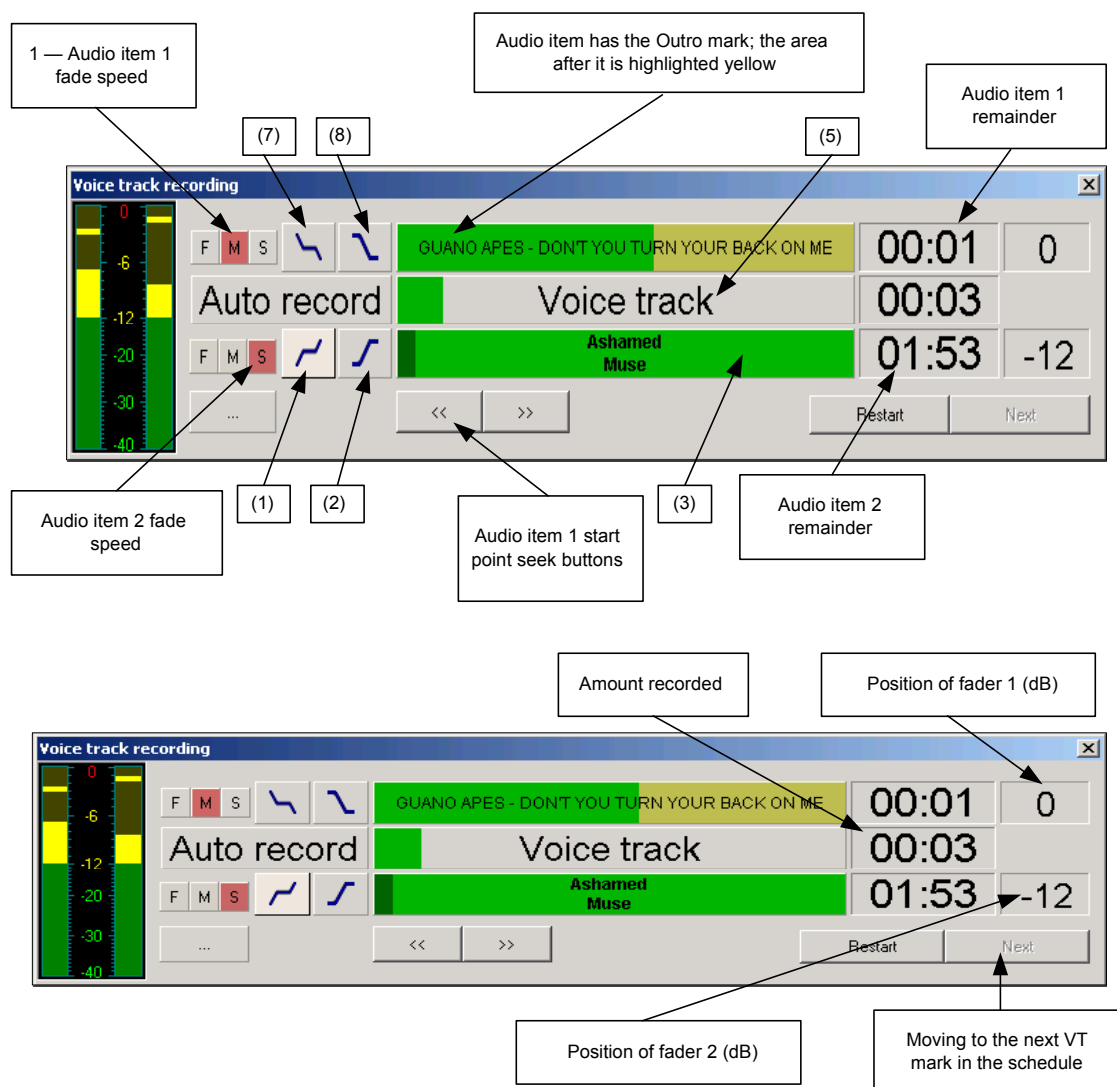 1 — Audio item 1
fade speed
Audio item has the Outro mark; the area
after it is highlighted yellow
Audio item 1
remainder
(7)
(8)
(5)
Voice track recording
0
-6
-12
-20
-30
-40
F M S
GUANO APES - DON'T YOU TURN YOUR BACK ON ME
00:01
0
Auto record
Voice track
00:03
F M S
Ashamed
Muse
01:53
-12
...
<<
>>
Restart
Next
Audio item 2 fade
speed
(1)
(2)
Audio item 1 start
point seek buttons
(3)
Audio item 2
remainder
Amount recorded
Position of fader 1 (dB)
Voice track recording
0
-6
-12
-20
-30
-40
F M S
GUANO APES - DON'T YOU TURN YOUR BACK ON ME
00:01
0
Auto record
Voice track
00:03
F M S
Ashamed
Muse
01:53
-12
...
<<
>>
Restart
Next
Position of fader 2 (dB)
Moving to the next VT
mark in the schedule